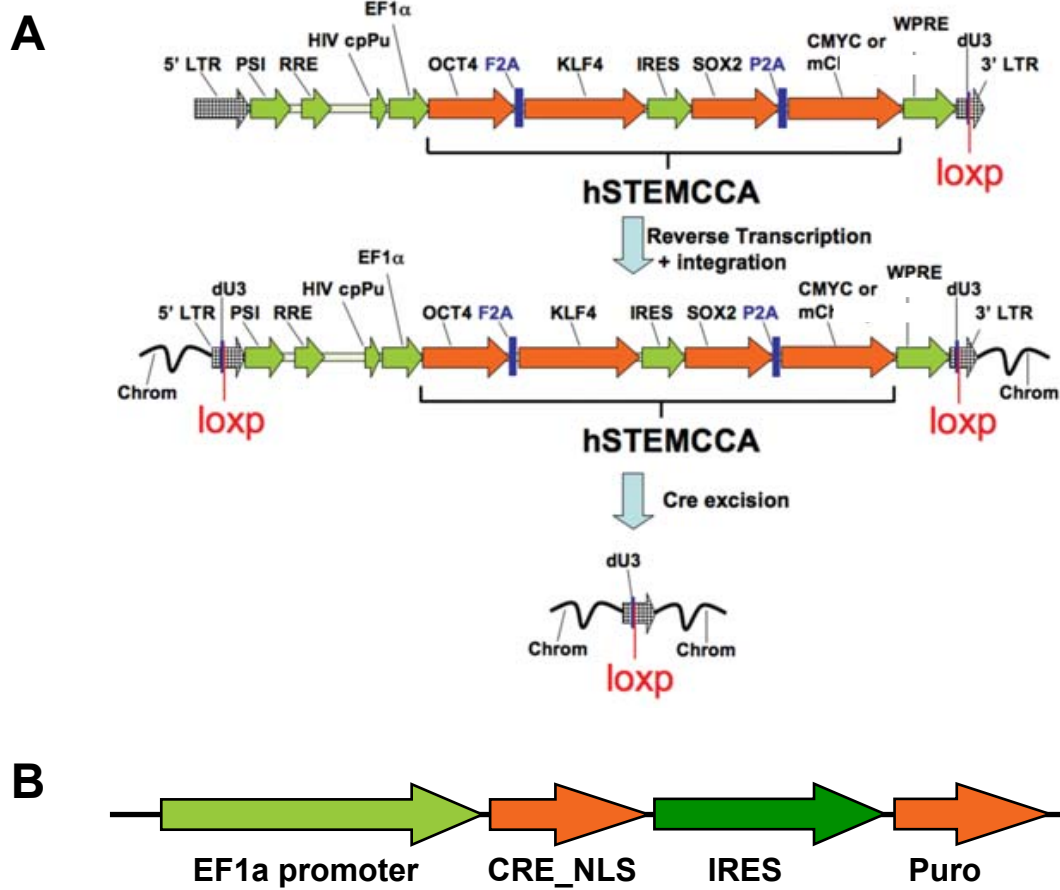 A
EF1α
WPRE
HIV cpPu
CMYC or
dU3
5' LTR PSI RRE
OCT4 F2A
KLF4
IRES SOX2 P2A
3' LTR
loxp
hSTEMCCA
Reverse Transcription
+ integration
EF1α
WPRE
dU3
HIV cpPu
CMYC or
dU3
5' LTR PSI RRE
OCT4 F2A
KLF4
IRES SOX2 P2A
3' LTR
Chrom
Chrom
loxp
loxp
hSTEMCCA
Cre excision
dU3
Chrom
Chrom
loxp
B
EF1a promoter
CRE_NLS
IRES
Puro